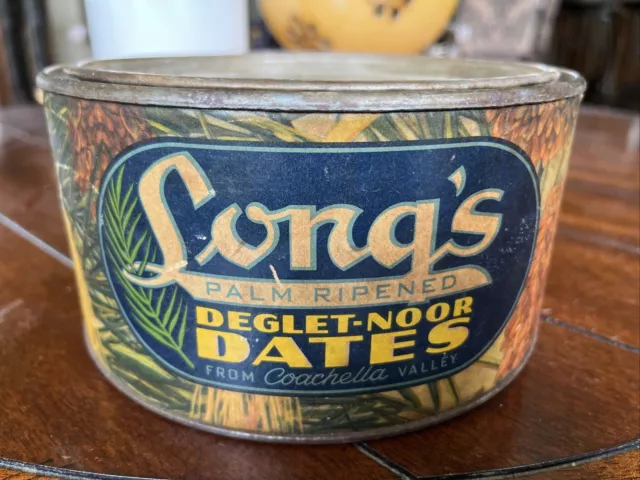 Long's
PALM RIPENED
DEGLET-NOOR
DATES
FROM Coachella VALLEY